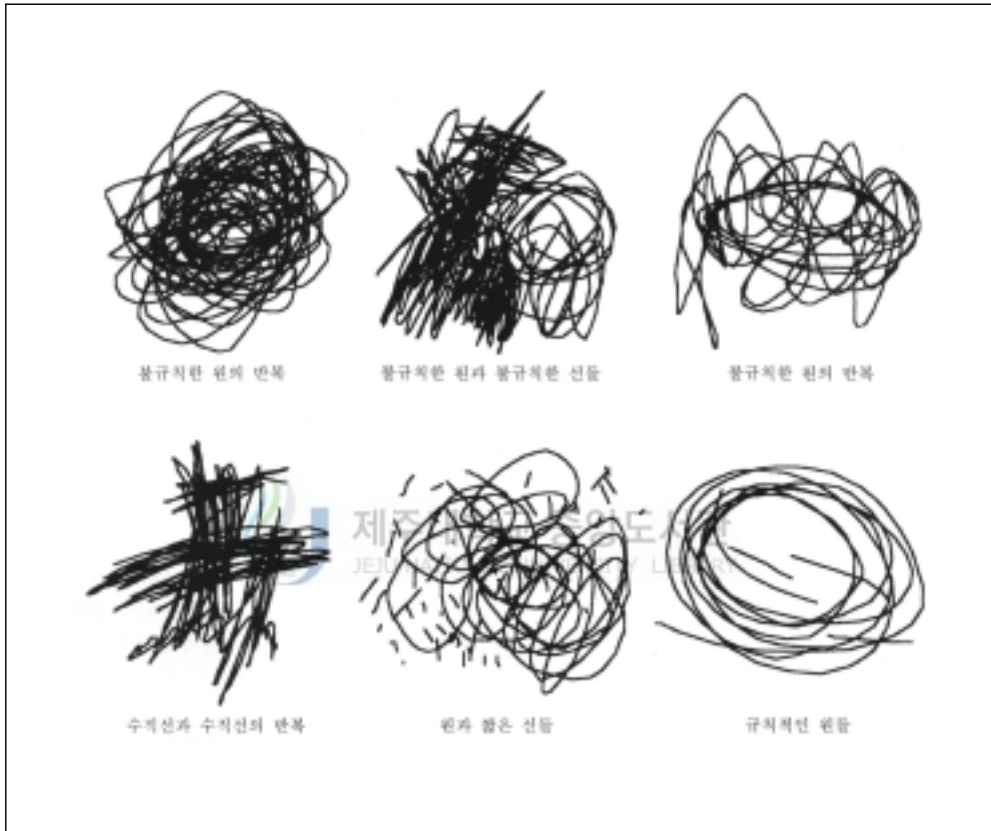 불규칙한 원의 반복
불규칙한 원과 불규칙한 선들
불규칙한 원의 반복
제주대학교 중앙도서관
JEJU NATIONAL UNIVERSITY LIBRARY
수직선과 수직선의 반복
원과 짧은 선들
규칙적인 원들